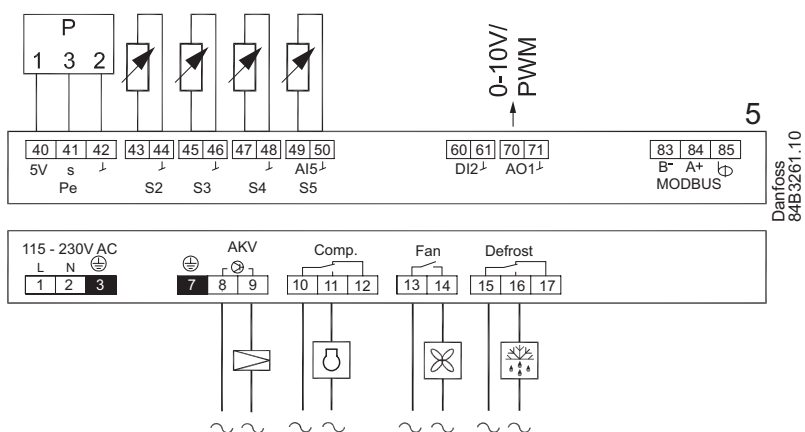 P
1 3 2
0-10V/
PWM
5
40 41 42 43 44 45 46 47 48 49 50 60 61 70 71 83 84 85
5V s AI5 DI2 AO1 B- A+
Pe S2 S3 S4 S5 MODBUS
Danfoss
84B3261.10
115 - 230V AC AKV Comp. Fan Defrost
L N
1 2 3 7 8 9 10 11 12 13 14 15 16 17